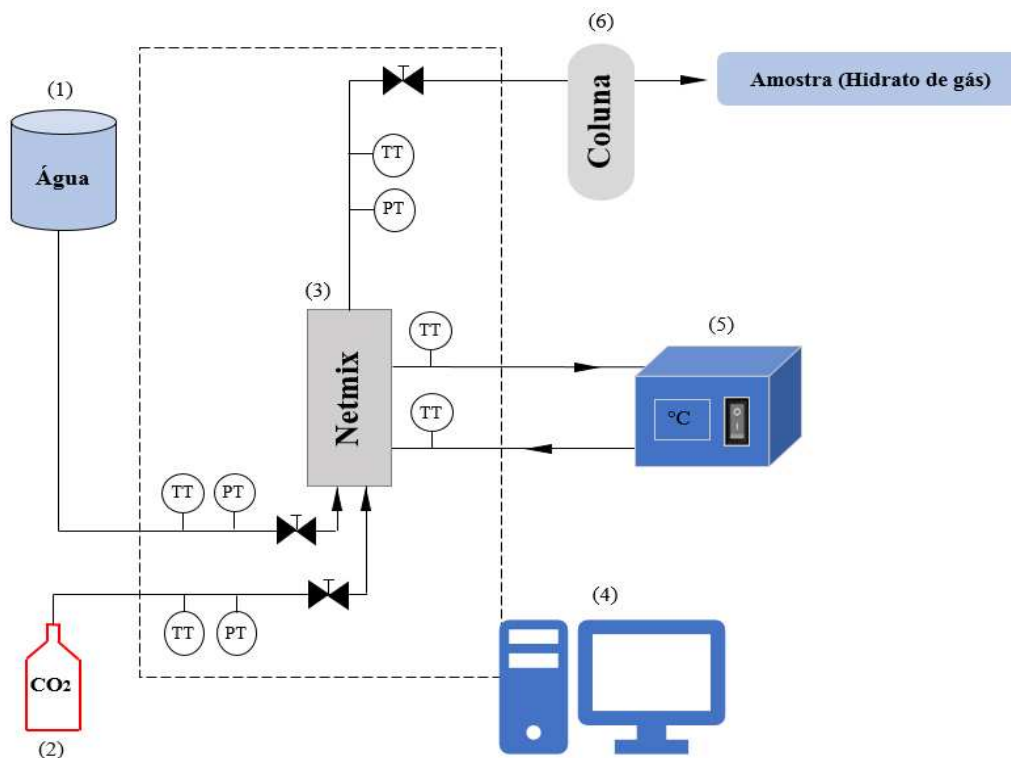 (6)
(1)
Água
Coluna
Amostra (Hidrato de gás)
TT
PT
(3)
Netmix
TT
TT
(5)
°C
O
I
TT
PT
TT
PT
CO2
(2)
(4)